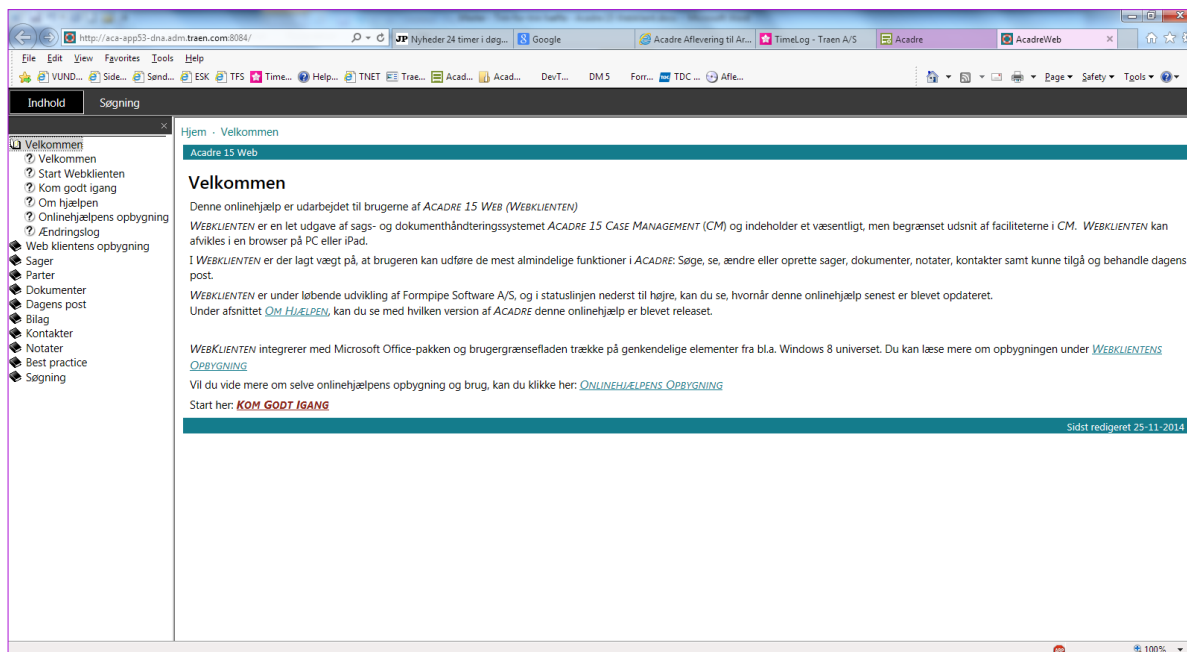 http://aca-app53-dna.adm.traen.com:8084/
JP Nyheder 24 timer i døg...
Google
Acadre Aflevering til Ar...
TimeLog - Traen A/S
Acadre
AcadreWeb
File Edit View Favorites Tools Help
VUND... Side... Sønd... ESK TFS Time... Help... TNET Trae... Acad... Acad... DevT... DM 5 Forr... TDC ... Afle... Page Safety Tools
Indhold Søgning
Velkommen
Velkommen
Start Webklienten
Kom godt igang
Om hjælpen
Onlinehjælpens opbygning
Ændringslog
Web klientens opbygning
Sager
Parter
Dokumenter
Dagens post
Bilag
Kontakter
Notater
Best practice
Søgning
Hjem - Velkommen
Acadre 15 Web
Velkommen
Denne onlinehjælp er udarbejdet til brugerne af ACADRE 15 WEB (WEBKLIENTEN)
WEBKLIENTEN er en let udgave af sags- og dokumenthåndteringssystemet ACADRE 15 CASE MANAGEMENT (CM) og indeholder et væsentligt, men begrænset udsnit af faciliteterne i CM. WEBKLIENTEN kan
afvikles i en browser på PC eller iPad.
I WEBKLIENTEN er der lagt vægt på, at brugeren kan udføre de mest almindelige funktioner i ACADRE: Søge, se, ændre eller oprette sager, dokumenter, notater, kontakter samt kunne tilgå og behandle dagens
post.
WEBKLIENTEN er under løbende udvikling af Formpipe Software A/S, og i statuslinjen nederst til højre, kan du se, hvornår denne onlinehjælp senest er blevet opdateret.
Under afsnittet OM HJÆLPEN, kan du se med hvilken version af ACADRE denne onlinehjælp er blevet releaset.
WEBKLIENTEN integrerer med Microsoft Office-pakken og brugergrænsefladen trække på genkendelige elementer fra bl.a. Windows 8 universet. Du kan læse mere om opbygningen under WEBKLIENTENS
OPBYGNING
Vil du vide mere om selve onlinehjælpens opbygning og brug, kan du klikke her: ONLINEHJÆLPENS OPBYGNING
Start her: KOM GODT IGANG
Sidst redigeret 25-11-2014
100%